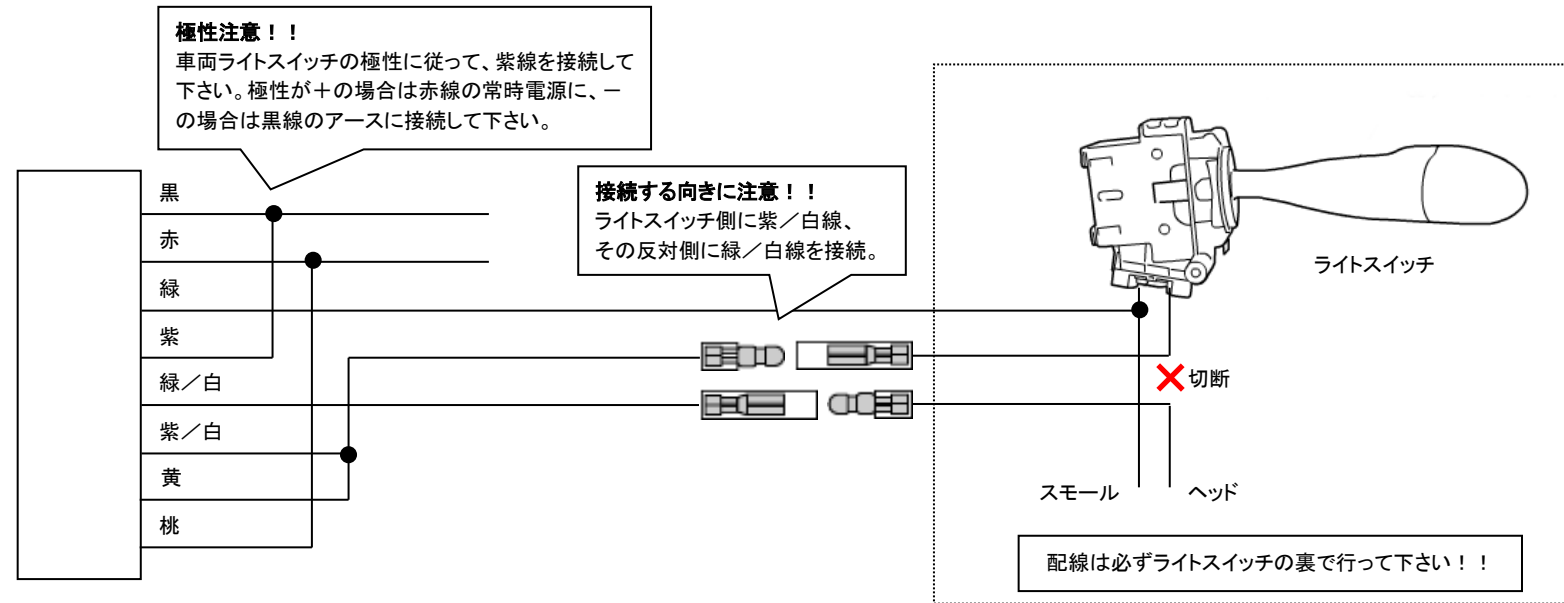 極性注意！！
車両ライトスイッチの極性に従って、紫線を接続して
下さい。極性が＋の場合は赤線の常時電源に、－
の場合は黒線のアースに接続して下さい。
接続する向きに注意！！
ライトスイッチ側に紫／白線、
その反対側に緑／白線を接続。
黒
赤
緑
紫
緑／白
紫／白
黄
桃
ライトスイッチ
切断
スモール
ヘッド
配線は必ずライトスイッチの裏で行って下さい！！